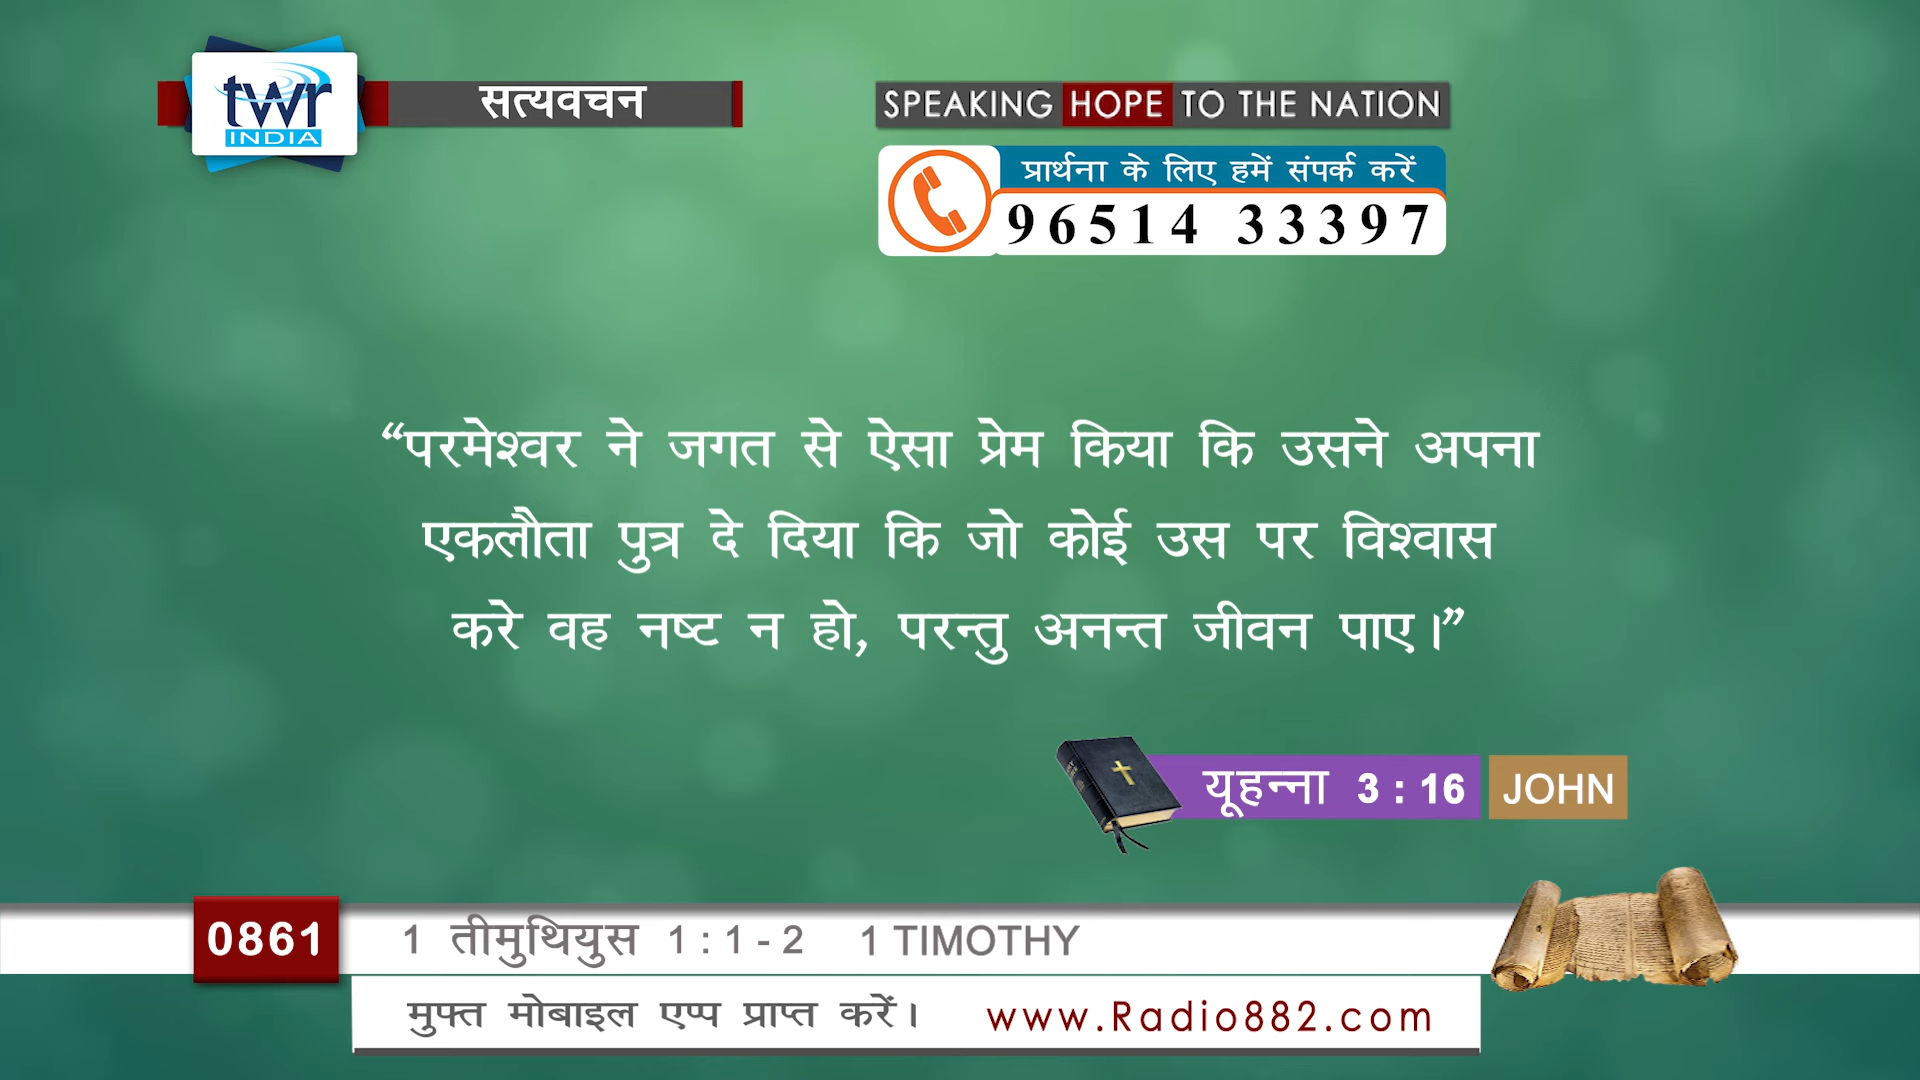 twr
INDIA
सत्यवचन
SPEAKING HOPE TO THE NATION
प्रार्थना के लिए हमें संपर्क करें
96514 33397
“परमेश्वर ने जगत से ऐसा प्रेम किया कि उसने अपना
एकलौता पुत्र दे दिया कि जो कोई उस पर विश्वास
करे वह नष्ट न हो, परन्तु अनन्त जीवन पाए।”
यूहन्ना 3 : 16 JOHN
0861 1 तीमुथियुस 1 : 1 - 2 1 TIMOTHY
मुफ्त मोबाइल एप्प प्राप्त करें। www.Radio882.com